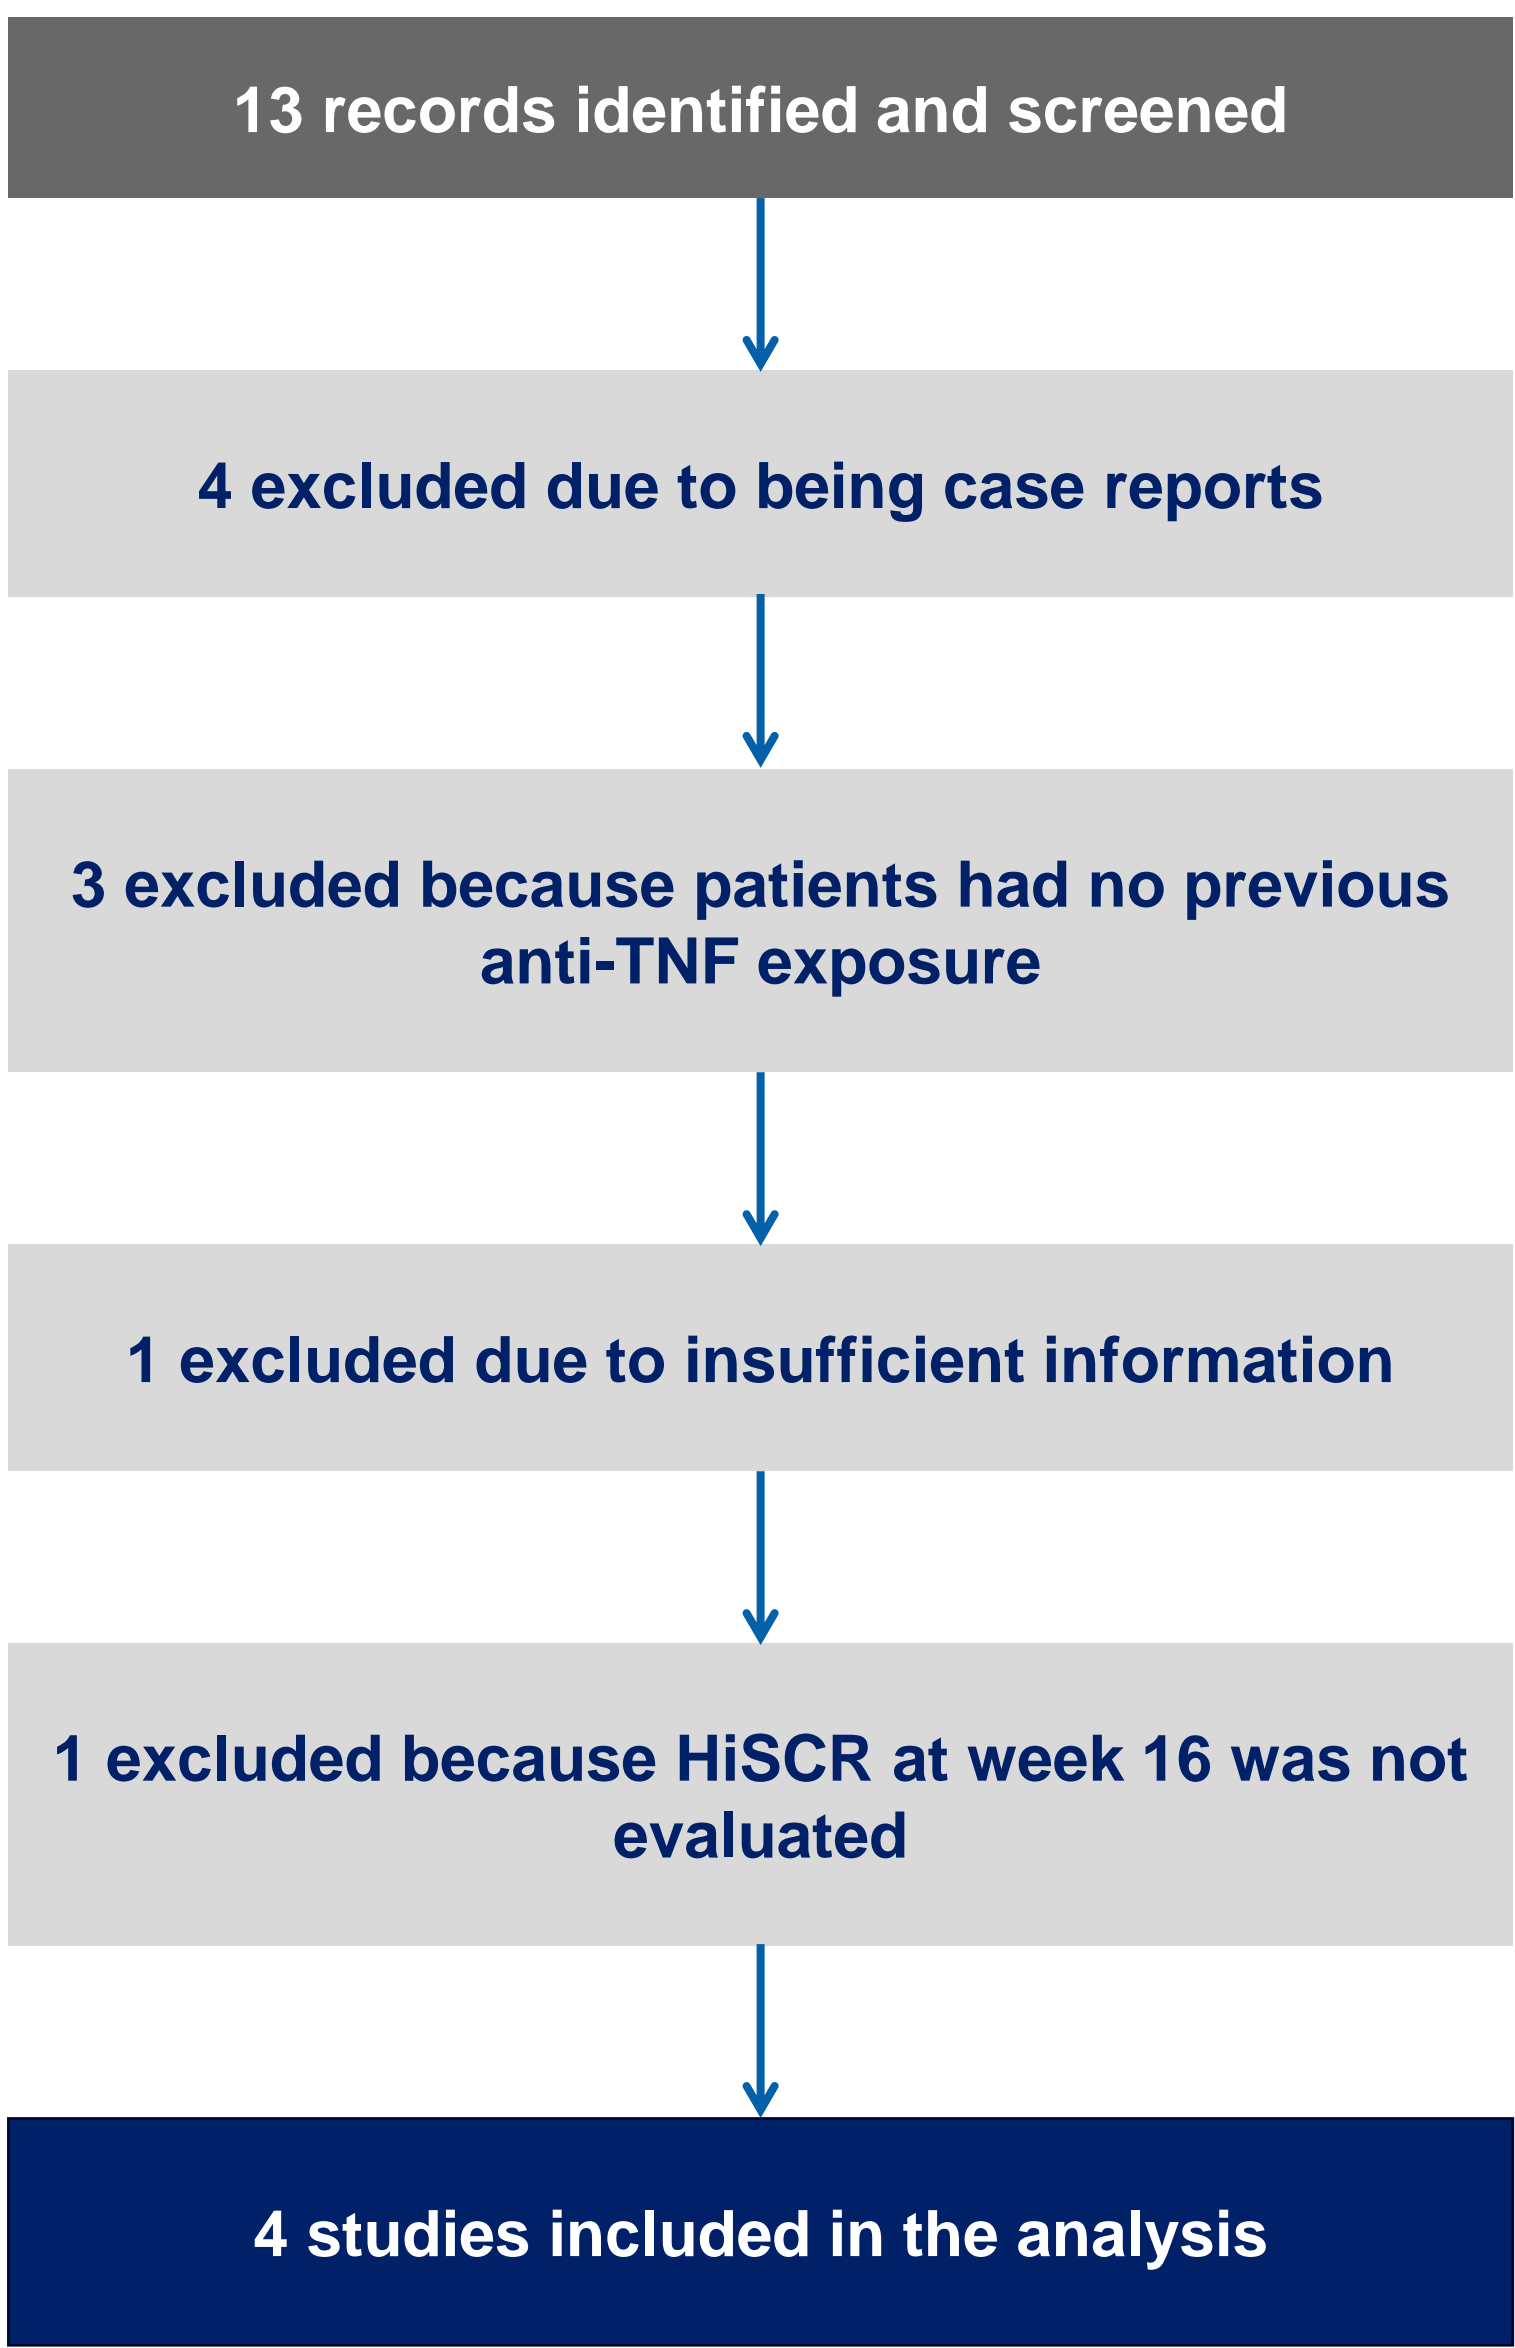 13 records identified and screened
4 excluded due to being case reports
3 excluded because patients had no previous
anti-TNF exposure
1 excluded due to insufficient information
1 excluded because HiSCR at week 16 was not
evaluated
4 studies included in the analysis